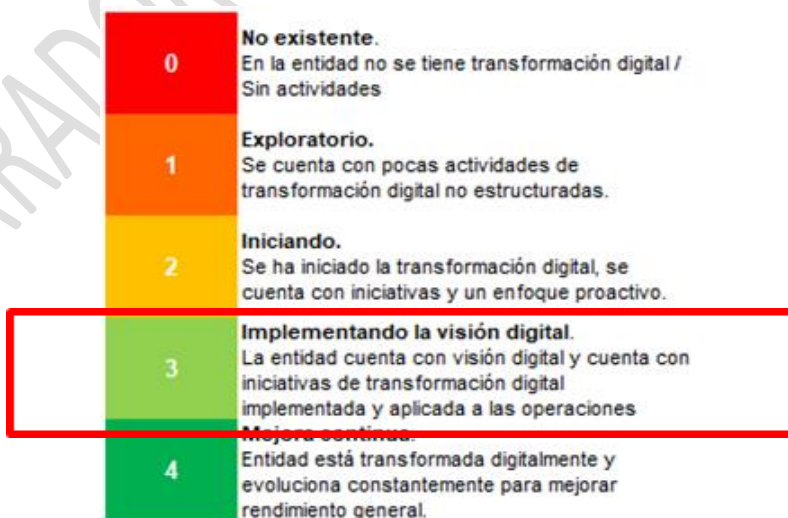 0
No existente.
En la entidad no se tiene transformación digital /
Sin actividades
1
Exploratorio.
Se cuenta con pocas actividades de
transformación digital no estructuradas.
2
Iniciando.
Se ha iniciado la transformación digital, se
cuenta con iniciativas y un enfoque proactivo.
3
Implementando la visión digital.
La entidad cuenta con visión digital y cuenta con
iniciativas de transformación digital
implementada y aplicada a las operaciones
4
Mejora continua.
Entidad está transformada digitalmente y
evoluciona constantemente para mejorar
rendimiento general.